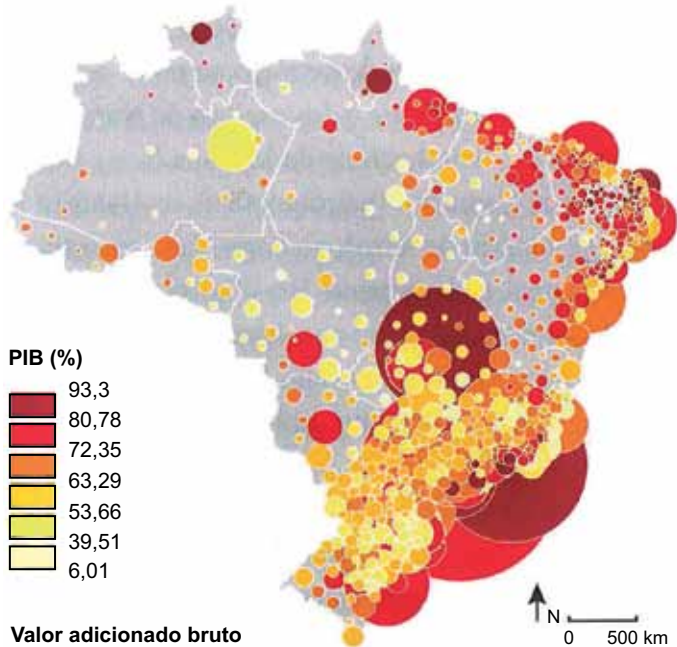 PIB (%)
93,3
80,78
72,35
63,29
53,66
39,51
6,01
Valor adicionado bruto
N
0 500 km